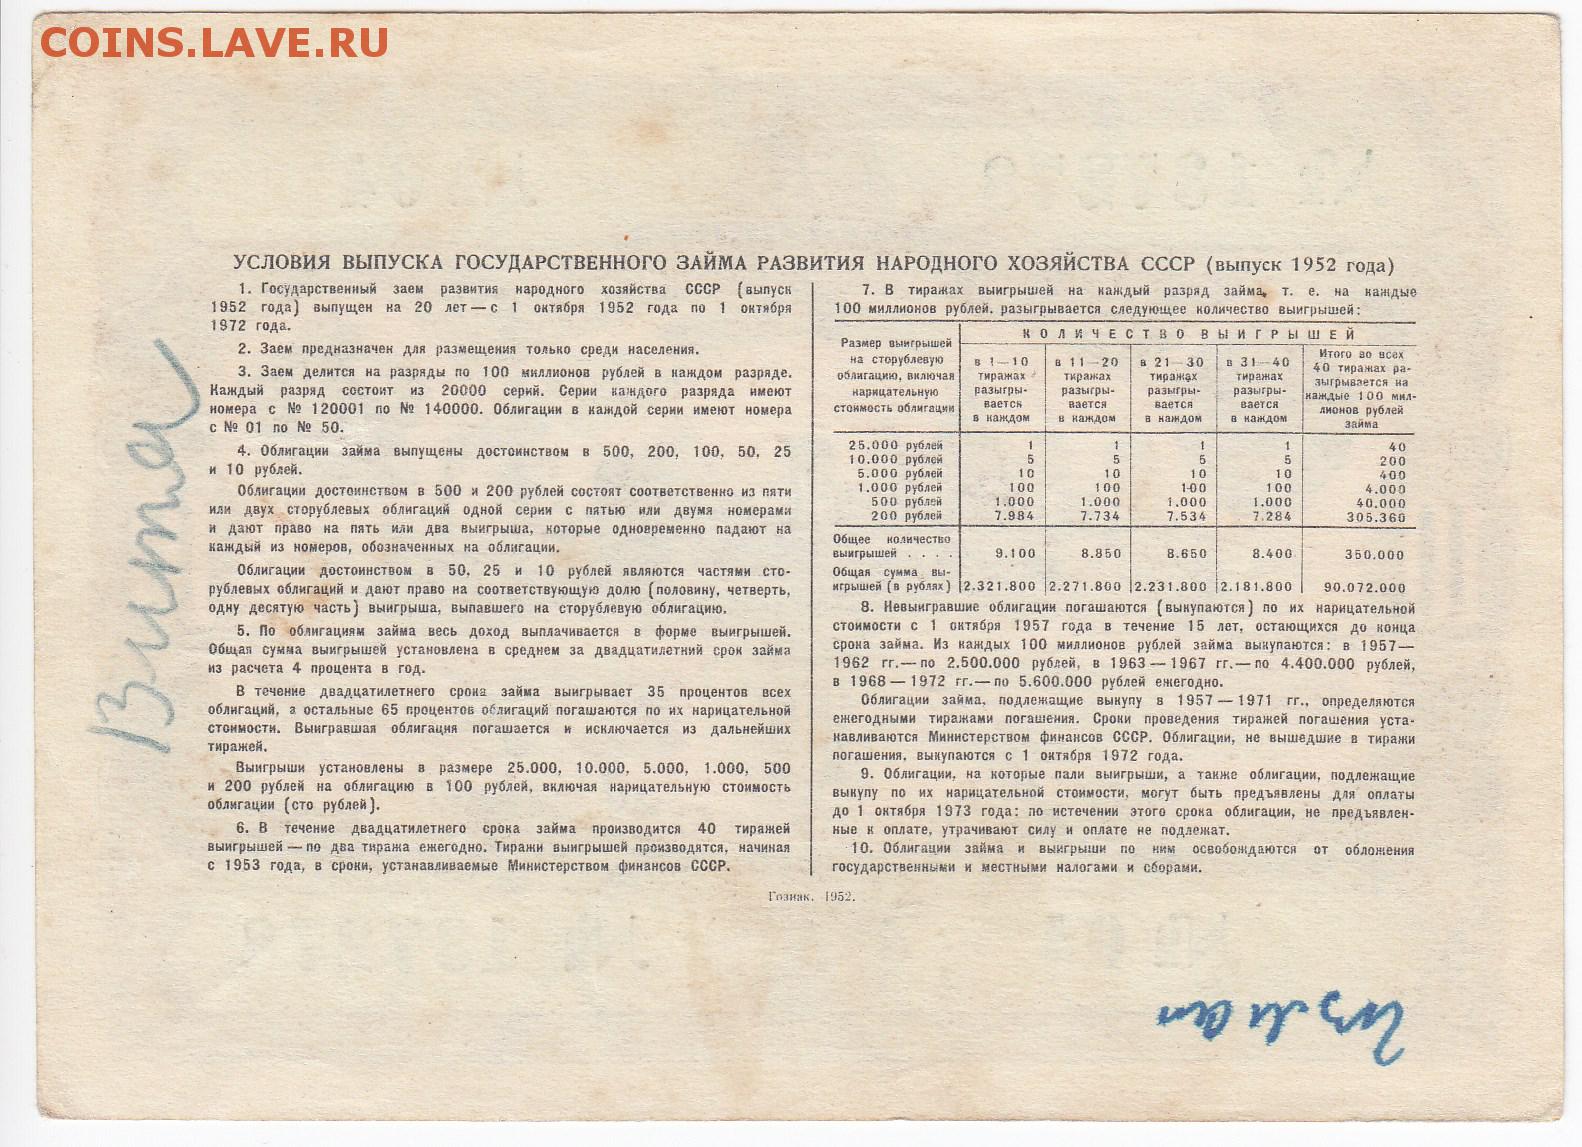 COINS.LAVE.RU
УСЛОВИЯ ВЫПУСКА ГОСУДАРСТВЕННОГО ЗАЙМА РАЗВИТИЯ НАРОДНОГО ХОЗЯЙСТВА СССР (выпуск 1952 года)
1. Государственный заем развития народного хозяйства СССР (выпуск
1952 года) выпущен на 20 лет — с 1 октября 1952 года по 1 октября
1972 года.
2. Заем предназначен для размещения только среди населения.
3. Заем делится на разряды по 100 миллионов рублей в каждом разряде.
Каждый разряд состоит из 20000 серий. Серии каждого разряда имеют
номера с № 120001 по № 140000. Облигации в каждой серии имеют номера
с № 01 по № 50.
4. Облигации займа выпущены достоинством в 500, 200, 100, 50, 25
и 10 рублей.
Облигации достоинством в 500 и 200 рублей состоят соответственно из пяти
или двух сторублевых облигаций одной серии с пятью или двумя номерами
и дают право на пять или два выигрыша, которые одновременно падают на
каждый из номеров, обозначенных на облигации.
Облигации достоинством в 50, 25 и 10 рублей являются частями сто-
рублевых облигаций и дают право на соответствующую долю (половину, четверть,
одну десятую часть) выигрыша, выпавшего на сторублевую облигацию.
5. По облигациям займа весь доход выплачивается в форме выигрышей.
Общая сумма выигрышей установлена в среднем за двадцатилетний срок займа
из расчета 4 процента в год.
В течение двадцатилетнего срока займа выигрывает 35 процентов всех
облигаций, а остальные 65 процентов облигаций погашаются по их нарицательной
стоимости. Выигравшая облигация погашается и исключается из дальнейших
тиражей.
Выигрыши установлены в размере 25.000, 10.000, 5.000, 1.000, 500
и 200 рублей на облигацию в 100 рублей, включая нарицательную стоимость
облигации (сто рублей).
6. В течение двадцатилетнего срока займа производится 40 тиражей
выигрышей — по два тиража ежегодно. Тиражи выигрышей производятся, начиная
с 1953 года, в сроки, устанавливаемые Министерством финансов СССР.
7. В тиражах выигрышей на каждый разряд займа, т. е. на каждые
100 миллионов рублей, разыгрывается следующее количество выигрышей:
Размер выигрышей
на сторублевую
облигацию, включая
нарицательную
стоимость облигации
КОЛИЧЕСТВО ВЫИГРЫШЕЙ
в 1—10
тиражах
разыгры-
вается
в каждом
в 11—20
тиражах
разыгры-
вается
в каждом
в 21—30
тиражах
разыгры-
вается
в каждом
в 31—40
тиражах
разыгры-
вается
в каждом
Итого во всех
40 тиражах ра-
зыгрывается на
каждые 100 мил-
лионов рублей
займа
25.000 рублей 1 1 1 1 40
10.000 рублей 5 5 5 5 200
5.000 рублей 10 10 10 10 400
1.000 рублей 100 100 100 100 4.000
500 рублей 1.000 1.000 1.000 1.000 40.000
200 рублей 7.984 7.734 7.534 7.284 305.360
Общее количество
выигрышей . . . . 9.100 8.850 8.650 8.400 350.000
Общая сумма вы-
игрышей (в рублях) 2.321.800 2.271.800 2.231.800 2.181.800 90.072.000
8. Невыигравшие облигации погашаются (выкупаются) по их нарицательной
стоимости с 1 октября 1957 года в течение 15 лет, остающихся до конца
срока займа. Из каждых 100 миллионов рублей займа выкупаются: в 1957—
1962 гг.— по 2.500.000 рублей, в 1963 — 1967 гг.— по 4.400.000 рублей,
в 1968 — 1972 гг.— по 5.600.000 рублей ежегодно.
Облигации займа, подлежащие выкупу в 1957 — 1971 гг., определяются
ежегодными тиражами погашения. Сроки проведения тиражей погашения уста-
навливаются Министерством финансов СССР. Облигации, не вышедшие в тиражи
погашения, выкупаются с 1 октября 1972 года.
9. Облигации, на которые пали выигрыши, а также облигации, подлежащие
выкупу по их нарицательной стоимости, могут быть предъявлены для оплаты
до 1 октября 1973 года; по истечении этого срока облигации, не предъявлен-
ные к оплате, утрачивают силу и оплате не подлежат.
10. Облигации займа и выигрыши по ним освобождаются от обложения
государственными и местными налогами и сборами.
Гознак. 1952.
Витя